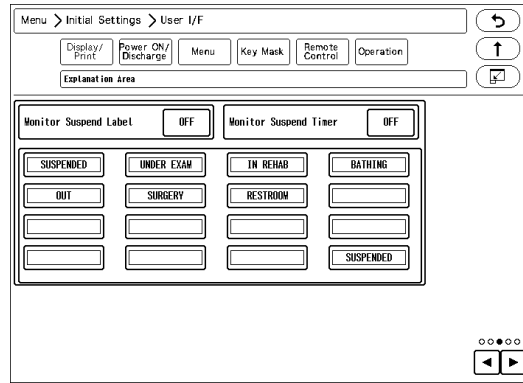 Menu > Initial Settings > User I/F
Display/
Print
Power ON/
Discharge
Menu
Key Mask
Remote
Control
Operation
Explanation Area
Monitor Suspend Label
OFF
Monitor Suspend Timer
OFF
SUSPENDED
UNDER EXAM
IN REHAB
BATHING
OUT
SURGERY
RESTROOM
SUSPENDED